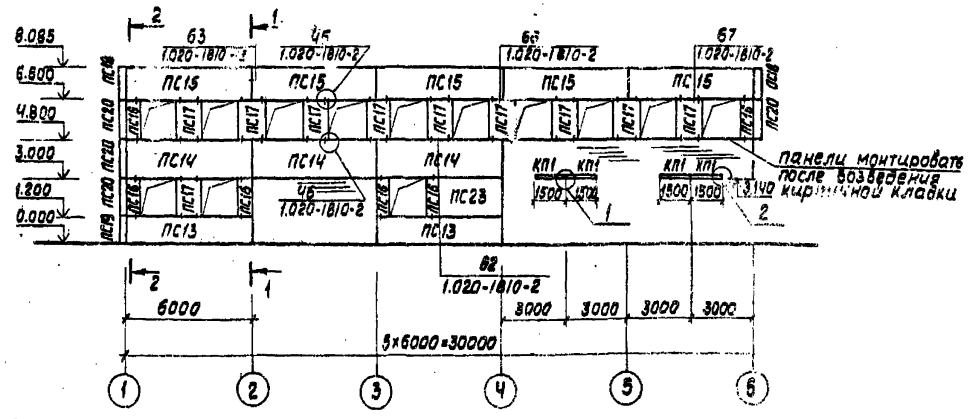 2 1
8.085
6.600
4.800
3.000
1.200
0.000
63
1.020-1810-2
45
1.020-1810-2
66
1.020-1810-2
67
1.020-1810-2
ПС18 ПС15 ПС15 ПС15 ПС15 ПС15 ПС18
ПС20 ПС16 ПС17 ПС17 ПС17 ПС17 ПС17 ПС17 ПС17 ПС17 ПС17 ПС16 ПС20
ПС20 ПС14 ПС14 ПС14
КП1 КП1 КП1 КП1
панели монтировать
после возведения
кирпичной кладки
ПС20 ПС16 ПС17 ПС16
46
1.020-1810-2
ПС16 ПС23
1500 1500 1500 1500 3.140
1 2
ПС19 ПС13 ПС13
62
1.020-1810-2
2 1
6000 3000 3000 3000 3000
5×6000=30000
1 2 3 4 5 6